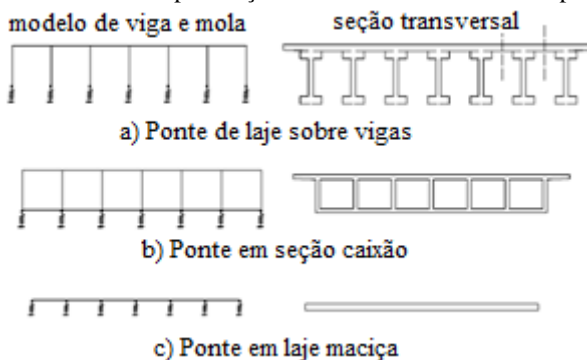 modelo de viga e mola
seção transversal
a) Ponte de laje sobre vigas
b) Ponte em seção caixão
c) Ponte em laje maciça